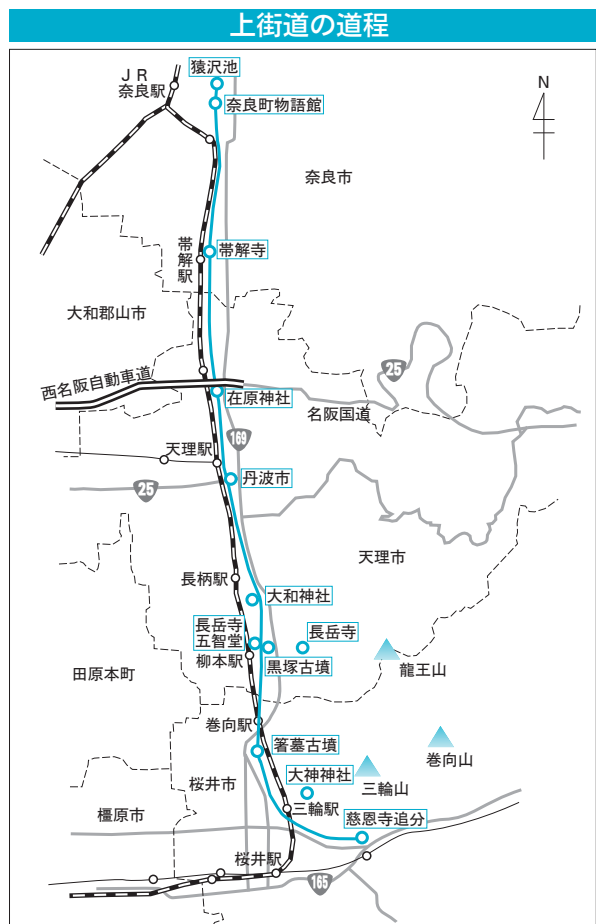 上街道の道程
猿沢池
JR
奈良駅
奈良町物語館
N
奈良市
帯解寺
帯解駅
大和郡山市
西名阪自動車道
25
在原神社
名阪国道
169
天理駅
丹波市
25
天理市
長柄駅
大和神社
長岳寺
五智堂
長岳寺
柳本駅
黒塚古墳
龍王山
田原本町
巻向駅
箸墓古墳
巻向山
桜井市
大神神社
三輪山
橿原市
三輪駅
慈恩寺追分
桜井駅
165